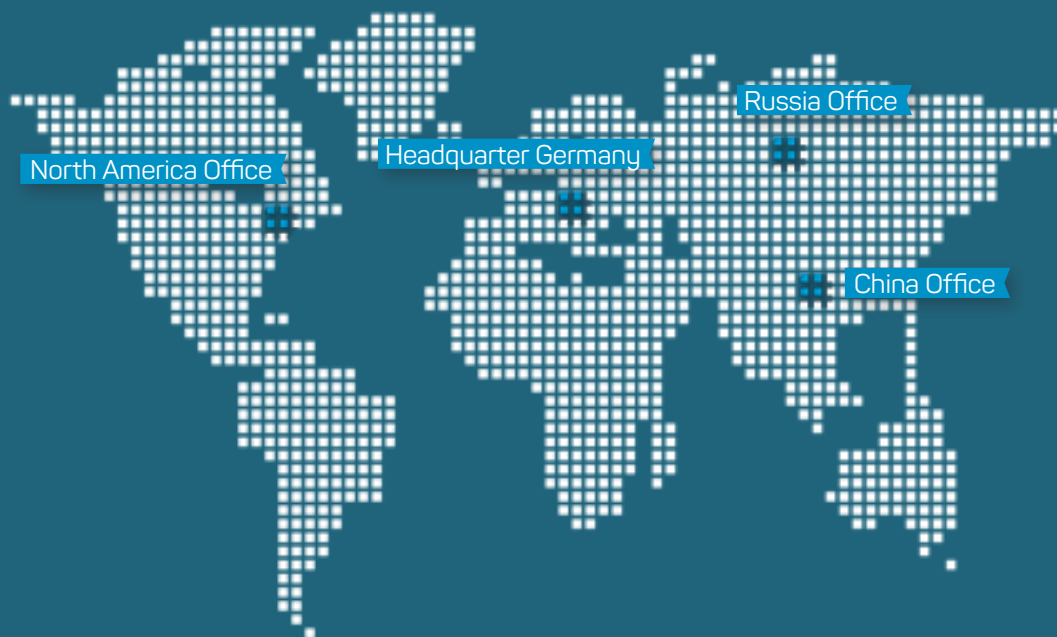 Russia Office
Headquarter Germany
North America Office
China Office